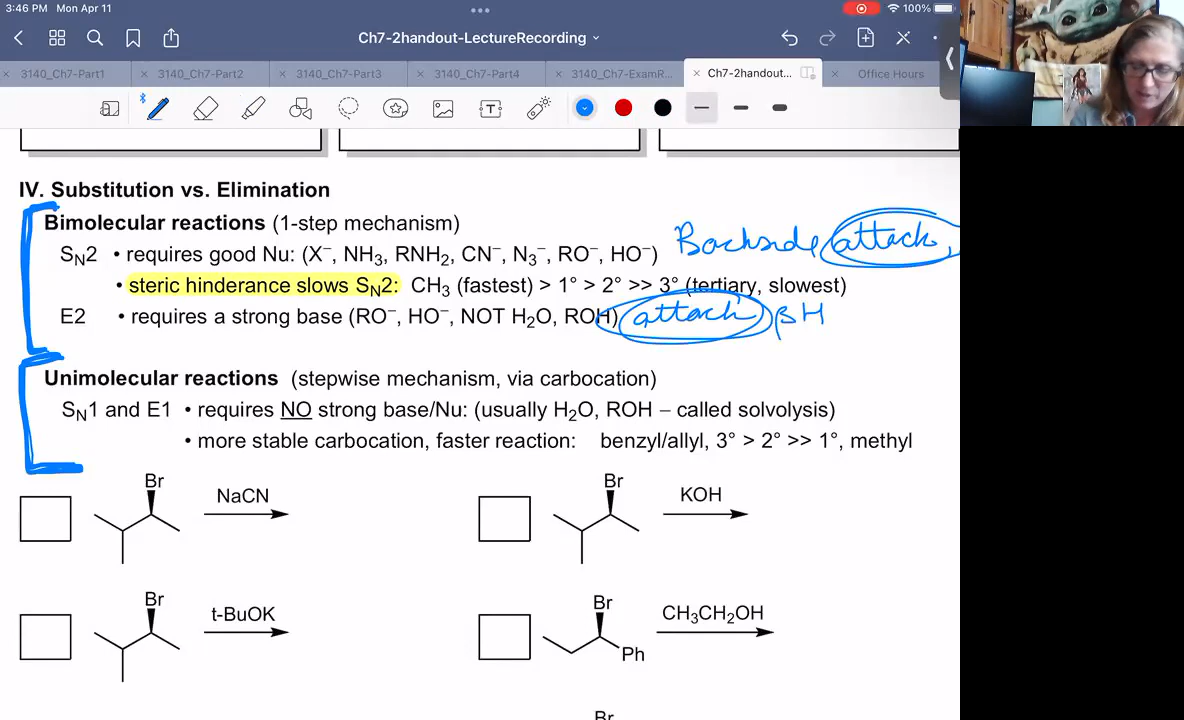 3:46 PM Mon Apr 11
100%
Ch7-2handout-LectureRecording
3140_Ch7-Part1
3140_Ch7-Part2
3140_Ch7-Part3
3140_Ch7-Part4
3140_Ch7-ExamR...
Ch7-2handout...
Office Hours
IV. Substitution vs. Elimination
Bimolecular reactions (1-step mechanism)
Backside attack
SN2 • requires good Nu: (X⁻, NH₃, RNH₂, CN⁻, N₃⁻, RO⁻, HO⁻)
• steric hinderance slows SN2: CH₃ (fastest) > 1° > 2° >> 3° (tertiary, slowest)
E2 • requires a strong base (RO⁻, HO⁻, NOT H₂O, ROH) attack βH
Unimolecular reactions (stepwise mechanism, via carbocation)
SN1 and E1 • requires NO strong base/Nu: (usually H₂O, ROH – called solvolysis)
• more stable carbocation, faster reaction: benzyl/allyl, 3° > 2° >> 1°, methyl
Br NaCN
Br KOH
Br t-BuOK
Br CH₃CH₂OH
Ph
Br